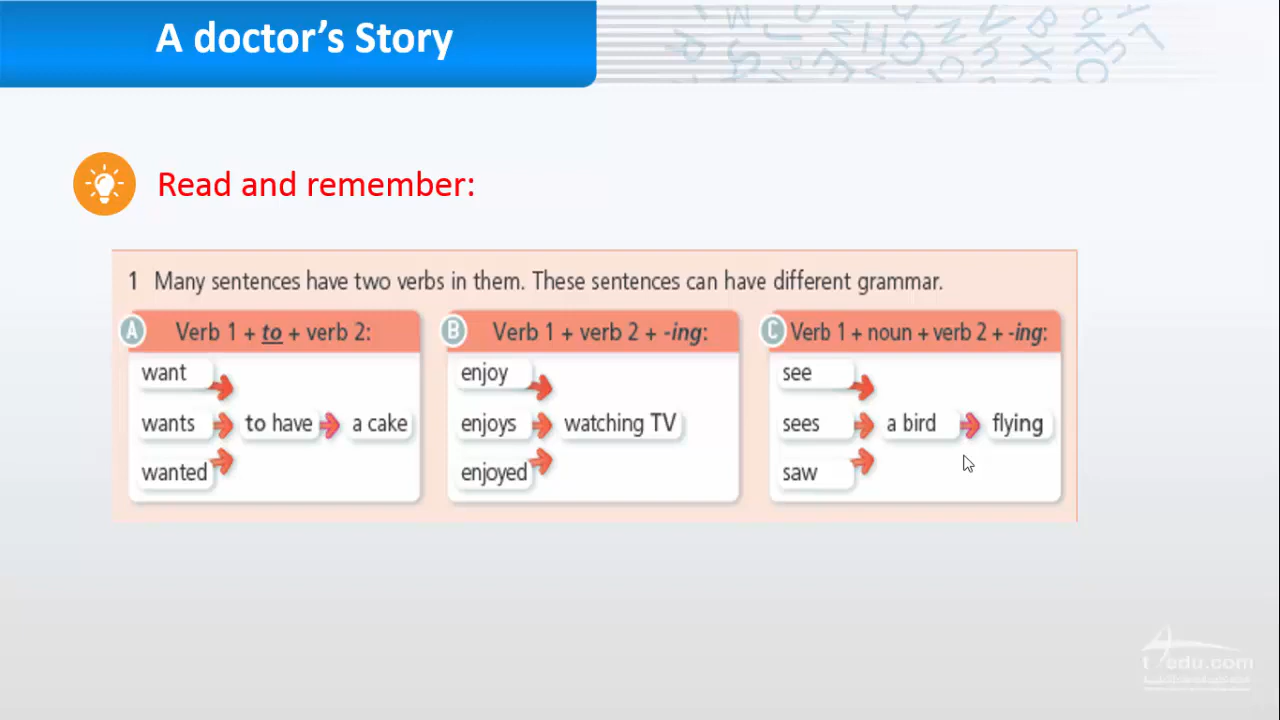 A doctor's Story
Read and remember:
1 Many sentences have two verbs in them. These sentences can have different grammar.
A Verb 1 + to + verb 2:
want
wants to have a cake
wanted
B Verb 1 + verb 2 + -ing:
enjoy
enjoys watching TV
enjoyed
C Verb 1 + noun + verb 2 + -ing:
see
sees a bird flying
saw